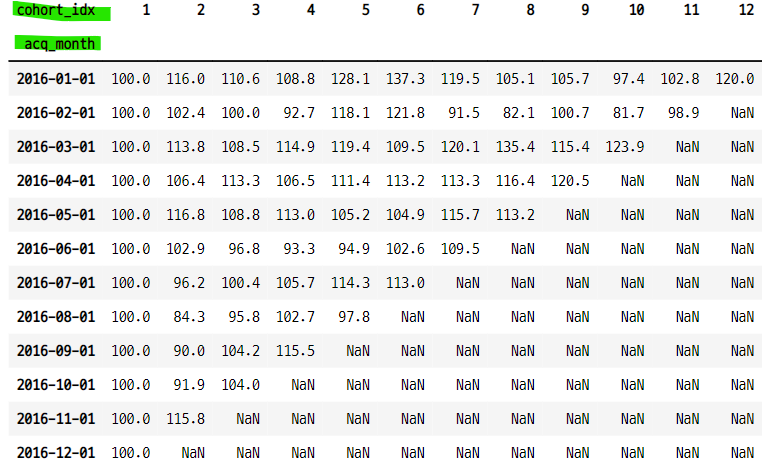 cohort_idx 1 2 3 4 5 6 7 8 9 10 11 12
acq_month
2016-01-01 100.0 116.0 110.6 108.8 128.1 137.3 119.5 105.1 105.7 97.4 102.8 120.0
2016-02-01 100.0 102.4 100.0 92.7 118.1 121.8 91.5 82.1 100.7 81.7 98.9 NaN
2016-03-01 100.0 113.8 108.5 114.9 119.4 109.5 120.1 135.4 115.4 123.9 NaN NaN
2016-04-01 100.0 106.4 113.3 106.5 111.4 113.2 113.3 116.4 120.5 NaN NaN NaN
2016-05-01 100.0 116.8 108.8 113.0 105.2 104.9 115.7 113.2 NaN NaN NaN NaN
2016-06-01 100.0 102.9 96.8 93.3 94.9 102.6 109.5 NaN NaN NaN NaN NaN
2016-07-01 100.0 96.2 100.4 105.7 114.3 113.0 NaN NaN NaN NaN NaN NaN
2016-08-01 100.0 84.3 95.8 102.7 97.8 NaN NaN NaN NaN NaN NaN NaN
2016-09-01 100.0 90.0 104.2 115.5 NaN NaN NaN NaN NaN NaN NaN NaN
2016-10-01 100.0 91.9 104.0 NaN NaN NaN NaN NaN NaN NaN NaN NaN
2016-11-01 100.0 115.8 NaN NaN NaN NaN NaN NaN NaN NaN NaN NaN
2016-12-01 100.0 NaN NaN NaN NaN NaN NaN NaN NaN NaN NaN NaN